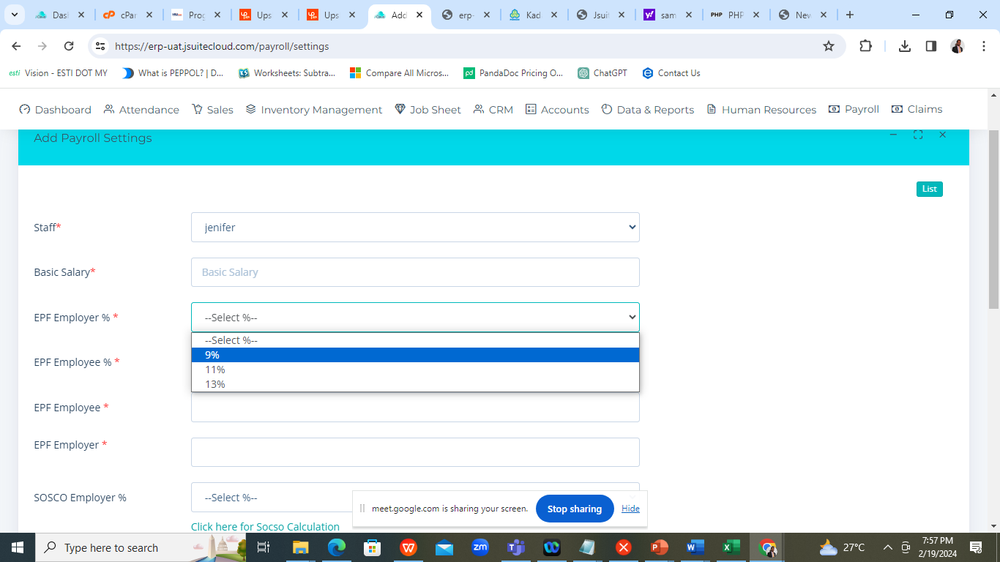 Das
cPar
Prog
Ups
Ups
Add
erp-
Kad
Jsuit
sam
PHP PHP
New
https://erp-uat.jsuitecloud.com/payroll/settings
esti Vision - ESTI DOT MY
What is PEPPOL? | D...
Worksheets: Subtra...
Compare All Micros...
pd PandaDoc Pricing O...
ChatGPT
Contact Us
Dashboard Attendance Sales Inventory Management Job Sheet CRM Accounts Data & Reports Human Resources Payroll Claims
Add Payroll Settings
List
Staff* jenifer
Basic Salary* Basic Salary
EPF Employer % * --Select %--
--Select %--
9%
EPF Employee % *
11%
13%
EPF Employee *
EPF Employer *
SOSCO Employer % --Select %--
meet.google.com is sharing your screen. Stop sharing Hide
Click here for Socso Calculation
Type here to search
zm
27°C
7:57 PM
2/19/2024